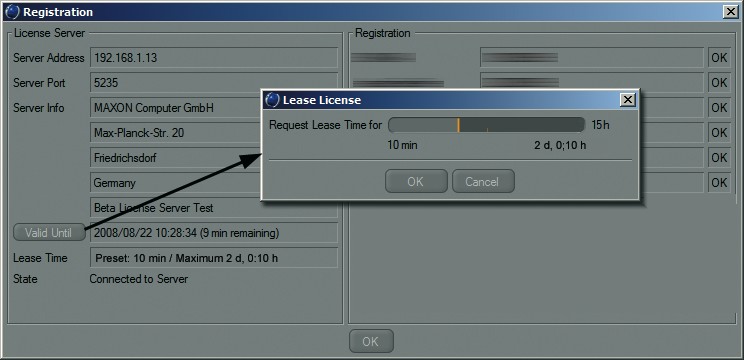 Registration
License Server
Server Address 192.168.1.13
Server Port 5235
Server Info MAXON Computer GmbH
Max-Planck-Str. 20
Friedrichsdorf
Germany
Beta License Server Test
Valid Until 2008/08/22 10:28:34 (9 min remaining)
Lease Time Preset: 10 min / Maximum 2 d, 0:10 h
State Connected to Server
Registration
OK
OK
OK
OK
OK
OK
Lease License
Request Lease Time for 15 h
10 min 2 d, 0;10 h
OK Cancel
OK